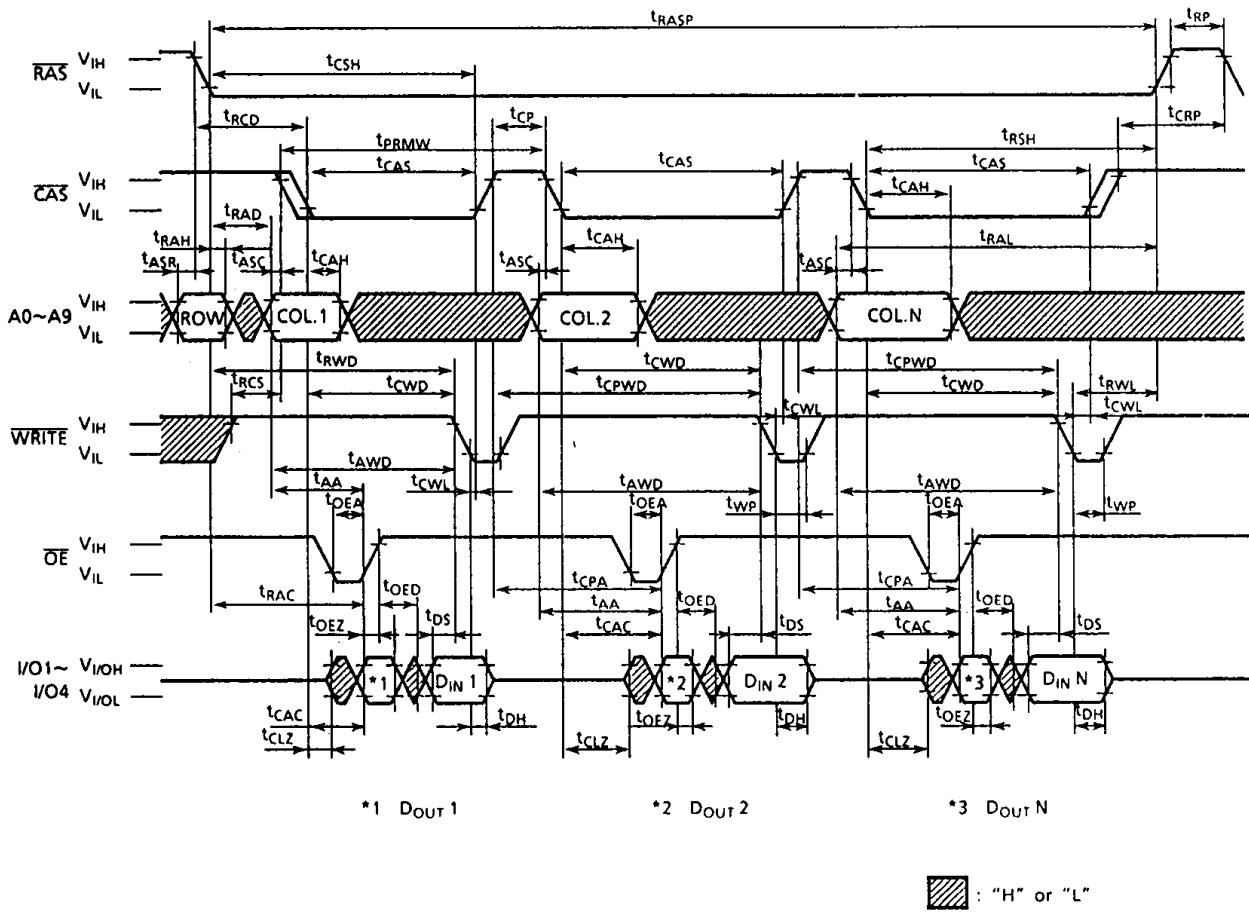 tRASP tRP
RAS VIH
VIL
tCSH
tRCD tCP tCRP
tPRMW tRSH
CAS VIH
VIL
tCAS tCAS tCAS
tRAD tCAH
tRAH tCAH tRAL
tASR tASC tCAH tASC tASC
A0~A9 VIH
VIL
ROW COL.1 COL.2 COL.N
tRWD tCWD tCPWD
tRCS tCWD tCPWD tCWD tRWL
WRITE VIH
VIL
tCWL tCWL
tAWD
tAA tCWL tAWD tAWD
tOEA tOEA tWP tOEA tWP
OE VIH
VIL
tCPA tCPA
tRAC tOED tAA tOED tAA tOED
tOEZ tDS tCAC tDS tCAC tDS
I/O1~ VI/OH
I/O4 VI/OL
*1 DIN 1 *2 DIN 2 *3 DIN N
tCAC tDH tOEZ tDH tOEZ tDH
tCLZ tCLZ tCLZ
*1 DOUT 1 *2 DOUT 2 *3 DOUT N
: "H" or "L"